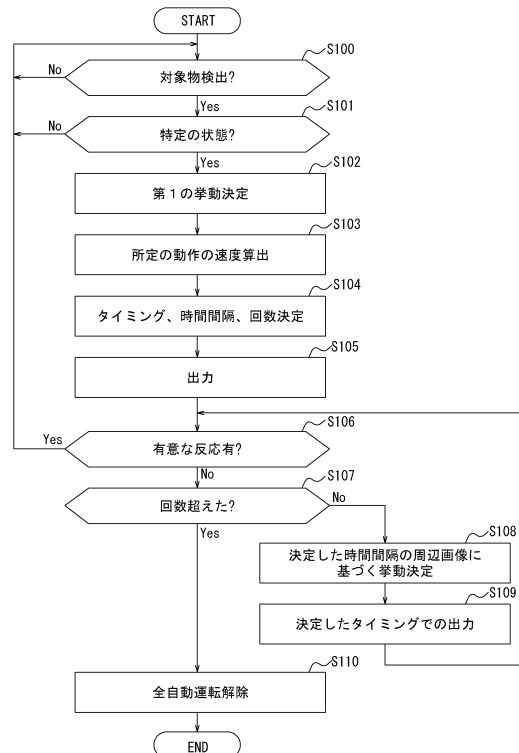 START
S100
対象物検出?
No
Yes
S101
特定の状態?
No
Yes
S102
第1の挙動決定
S103
所定の動作の速度算出
S104
タイミング、時間間隔、回数決定
S105
出力
S106
有意な反応有?
Yes
No
S107
回数超えた?
No
Yes
S108
決定した時間間隔の周辺画像に
基づく挙動決定
S109
決定したタイミングでの出力
S110
全自動運転解除
END